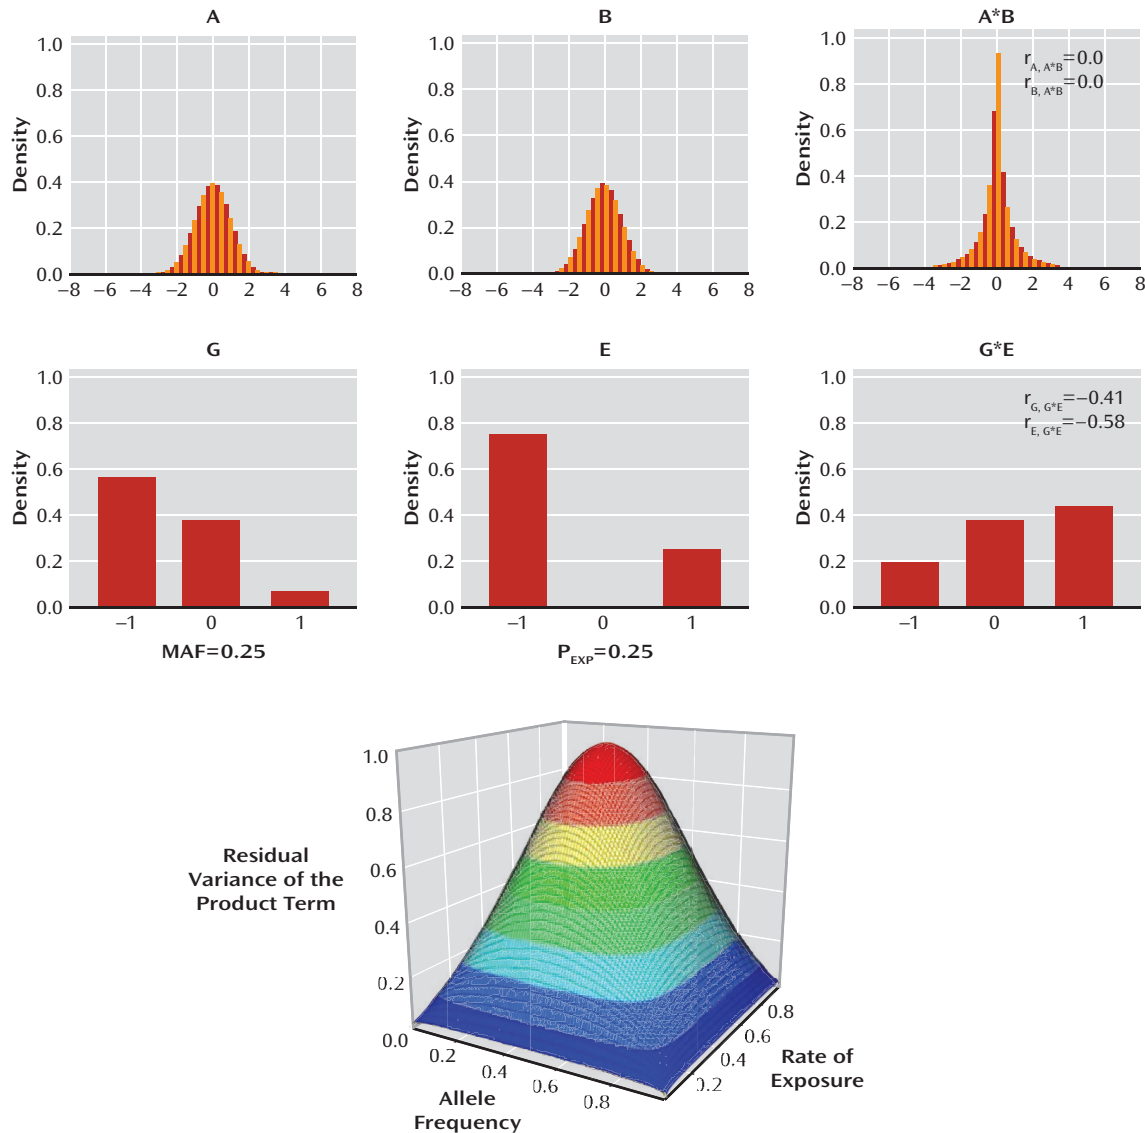 A
B
A*B
1.0
0.8
0.6
0.4
0.2
0.0
Density
−8 −6 −4 −2 0 2 4 6 8
1.0
0.8
0.6
0.4
0.2
0.0
Density
−8 −6 −4 −2 0 2 4 6 8
1.0
0.8
0.6
0.4
0.2
0.0
Density
r A, A*B =0.0
r B, A*B =0.0
−8 −6 −4 −2 0 2 4 6 8
G
E
G*E
1.0
0.8
0.6
0.4
0.2
0.0
Density
−1 0 1
MAF=0.25
1.0
0.8
0.6
0.4
0.2
0.0
Density
−1 0 1
P EXP =0.25
1.0
0.8
0.6
0.4
0.2
0.0
Density
r G, G*E =−0.41
r E, G*E =−0.58
−1 0 1
1.0
0.8
0.6
0.4
0.2
0.0
Residual
Variance of the
Product Term
0.2 0.4 0.6 0.8
Allele
Frequency
0.2 0.4 0.6 0.8
Rate of
Exposure